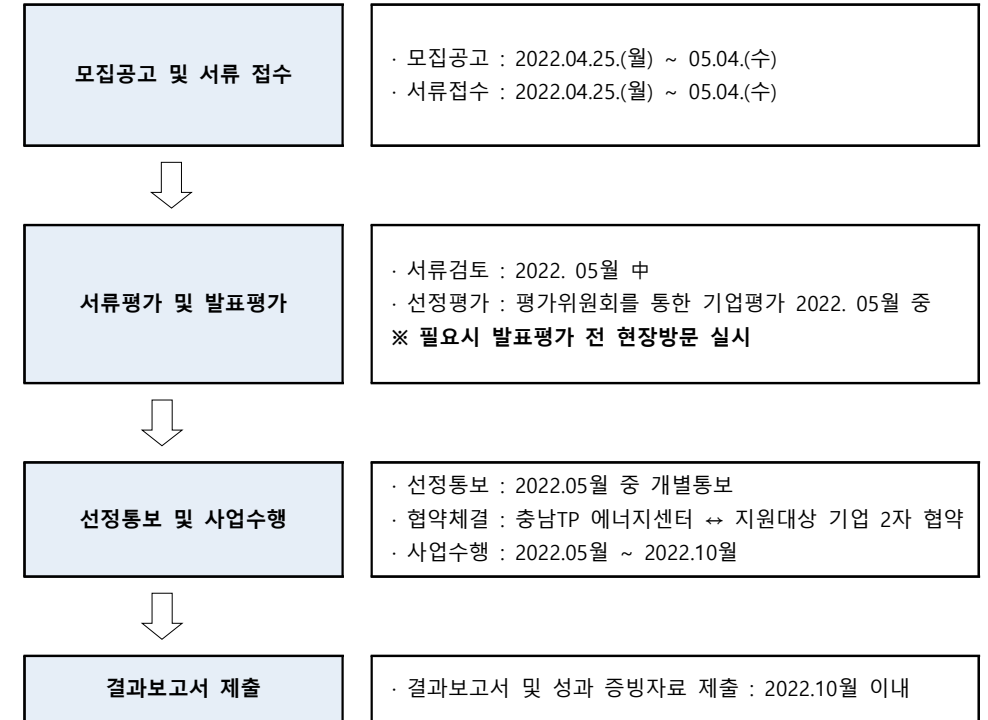 모집공고 및 서류 접수
· 모집공고 : 2022.04.25.(월) ~ 05.04.(수)
· 서류접수 : 2022.04.25.(월) ~ 05.04.(수)
서류평가 및 발표평가
· 서류검토 : 2022. 05월 中
· 선정평가 : 평가위원회를 통한 기업평가 2022. 05월 중
※ 필요시 발표평가 전 현장방문 실시
선정통보 및 사업수행
· 선정통보 : 2022.05월 중 개별통보
· 협약체결 : 충남TP 에너지센터 ↔ 지원대상 기업 2자 협약
· 사업수행 : 2022.05월 ~ 2022.10월
결과보고서 제출
· 결과보고서 및 성과 증빙자료 제출 : 2022.10월 이내